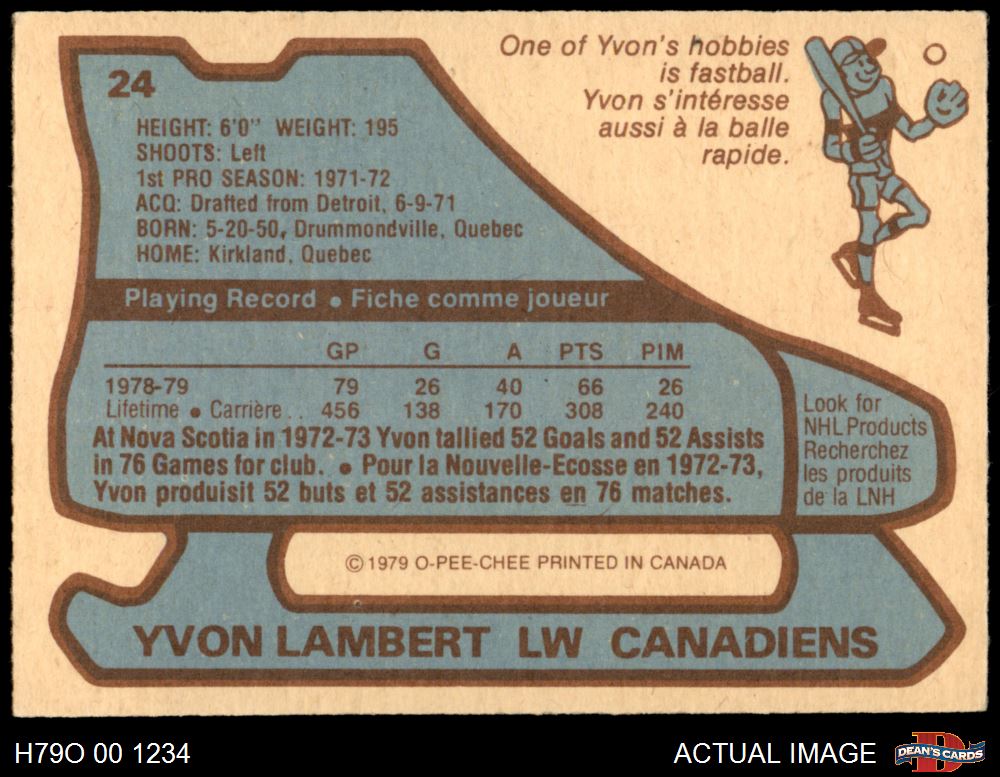 24
One of Yvon's hobbies
is fastball.
Yvon s'intéresse
aussi à la balle
rapide.
HEIGHT: 6'0" WEIGHT: 195
SHOOTS: Left
1st PRO SEASON: 1971-72
ACQ: Drafted from Detroit, 6-9-71
BORN: 5-20-50, Drummondville, Quebec
HOME: Kirkland, Quebec
Playing Record • Fiche comme joueur
GP G A PTS PIM
1978-79 79 26 40 66 26
Lifetime • Carrière .. 456 138 170 308 240
At Nova Scotia in 1972-73 Yvon tallied 52 Goals and 52 Assists
in 76 Games for club. • Pour la Nouvelle-Ecosse en 1972-73,
Yvon produisit 52 buts et 52 assistances en 76 matches.
Look for
NHL Products
Recherchez
les produits
de la LNH
© 1979 O-PEE-CHEE PRINTED IN CANADA
YVON LAMBERT LW CANADIENS
H79O 00 1234
ACTUAL IMAGE
D
DEAN'S CARDS